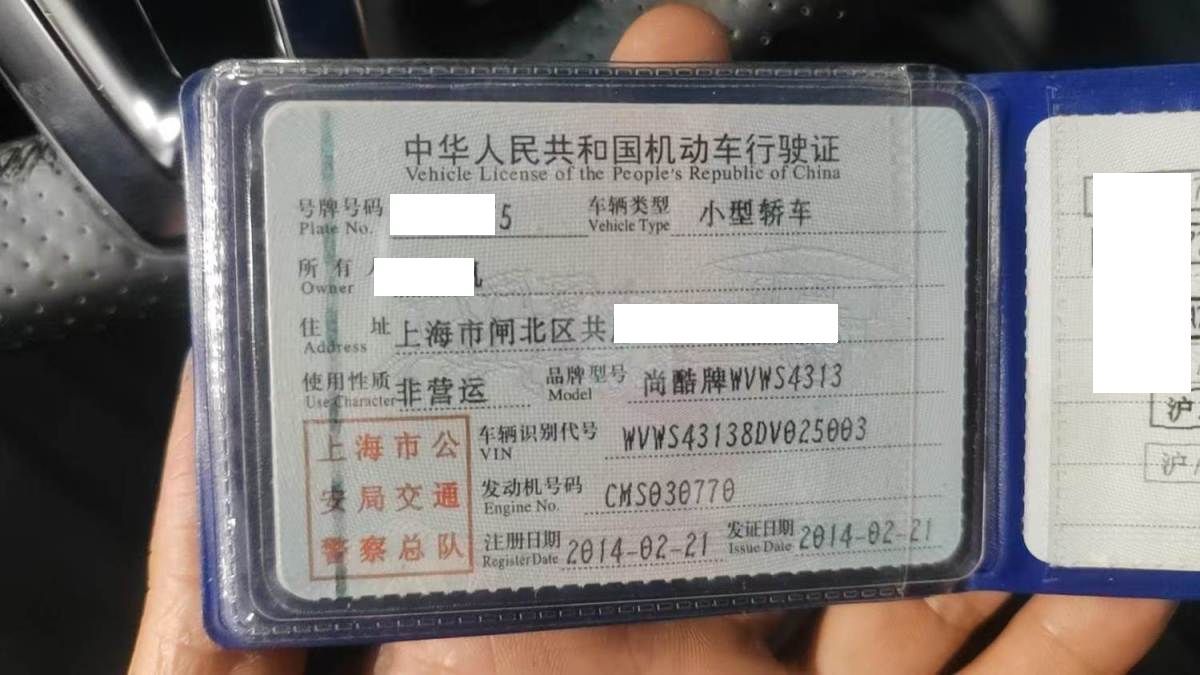 中华人民共和国机动车行驶证
Vehicle License of the People's Republic of China
号牌号码 5 车辆类型 小型轿车
Plate No. Vehicle Type
所有
Owner
住 址 上海市闸北区共
Address
使用性质 非营运 品牌型号 尚酷牌WVWS4313
Use Character Model
上海市公
安局交通
警察总队
车辆识别代号 WVWS43138DV025003
VIN
发动机号码 CMS030770
Engine No.
注册日期 2014-02-21 发证日期 2014-02-21
Register Date Issue Date
沪
沪